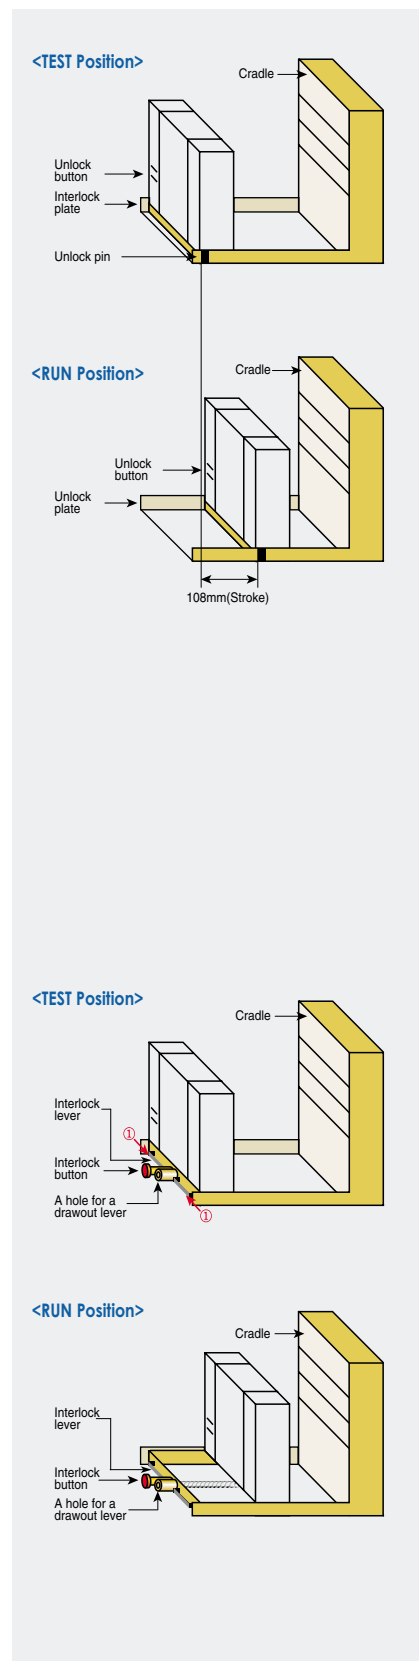 <TEST Position>
Cradle
Unlock
button
Interlock
plate
Unlock pin
<RUN Position>
Cradle
Unlock
button
Unlock
plate
108mm(Stroke)
<TEST Position>
Cradle
Interlock
lever
①
Interlock
button
A hole for a
drawout lever
①
<RUN Position>
Cradle
Interlock
lever
Interlock
button
A hole for a
drawout lever